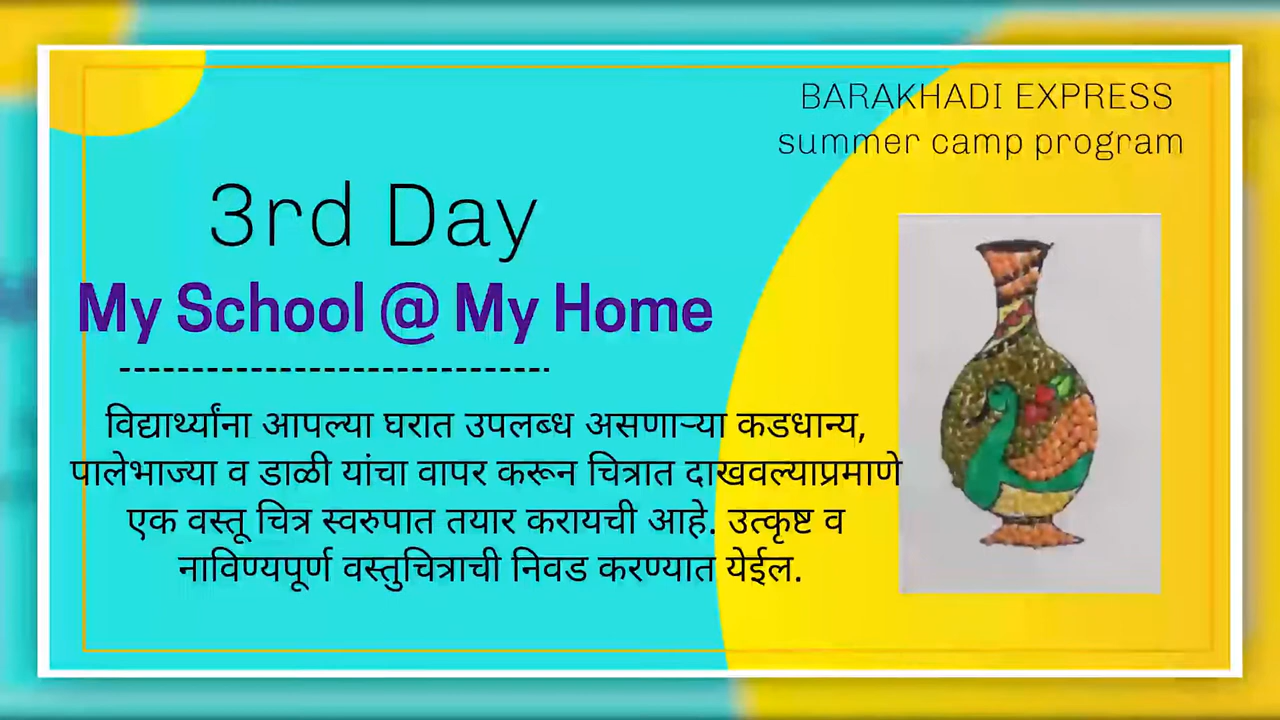 BARAKHADI EXPRESS
summer camp program
3rd Day
My School @ My Home
विद्यार्थ्यांना आपल्या घरात उपलब्ध असणाऱ्या कडधान्य,
पालेभाज्या व डाळी यांचा वापर करून चित्रात दाखवल्याप्रमाणे
एक वस्तू चित्र स्वरुपात तयार करायची आहे. उत्कृष्ट व
नाविण्यपूर्ण वस्तुचित्राची निवड करण्यात येईल.